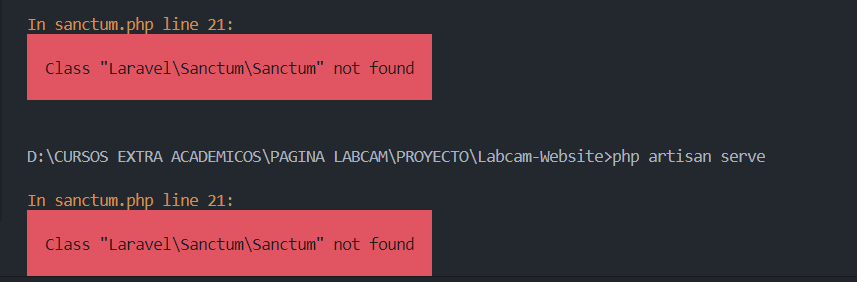 In sanctum.php line 21:
Class "Laravel\Sanctum\Sanctum" not found
D:\CURSOS EXTRA ACADEMICOS\PAGINA LABCAM\PROYECTO\Labcam-Website>php artisan serve
In sanctum.php line 21:
Class "Laravel\Sanctum\Sanctum" not found